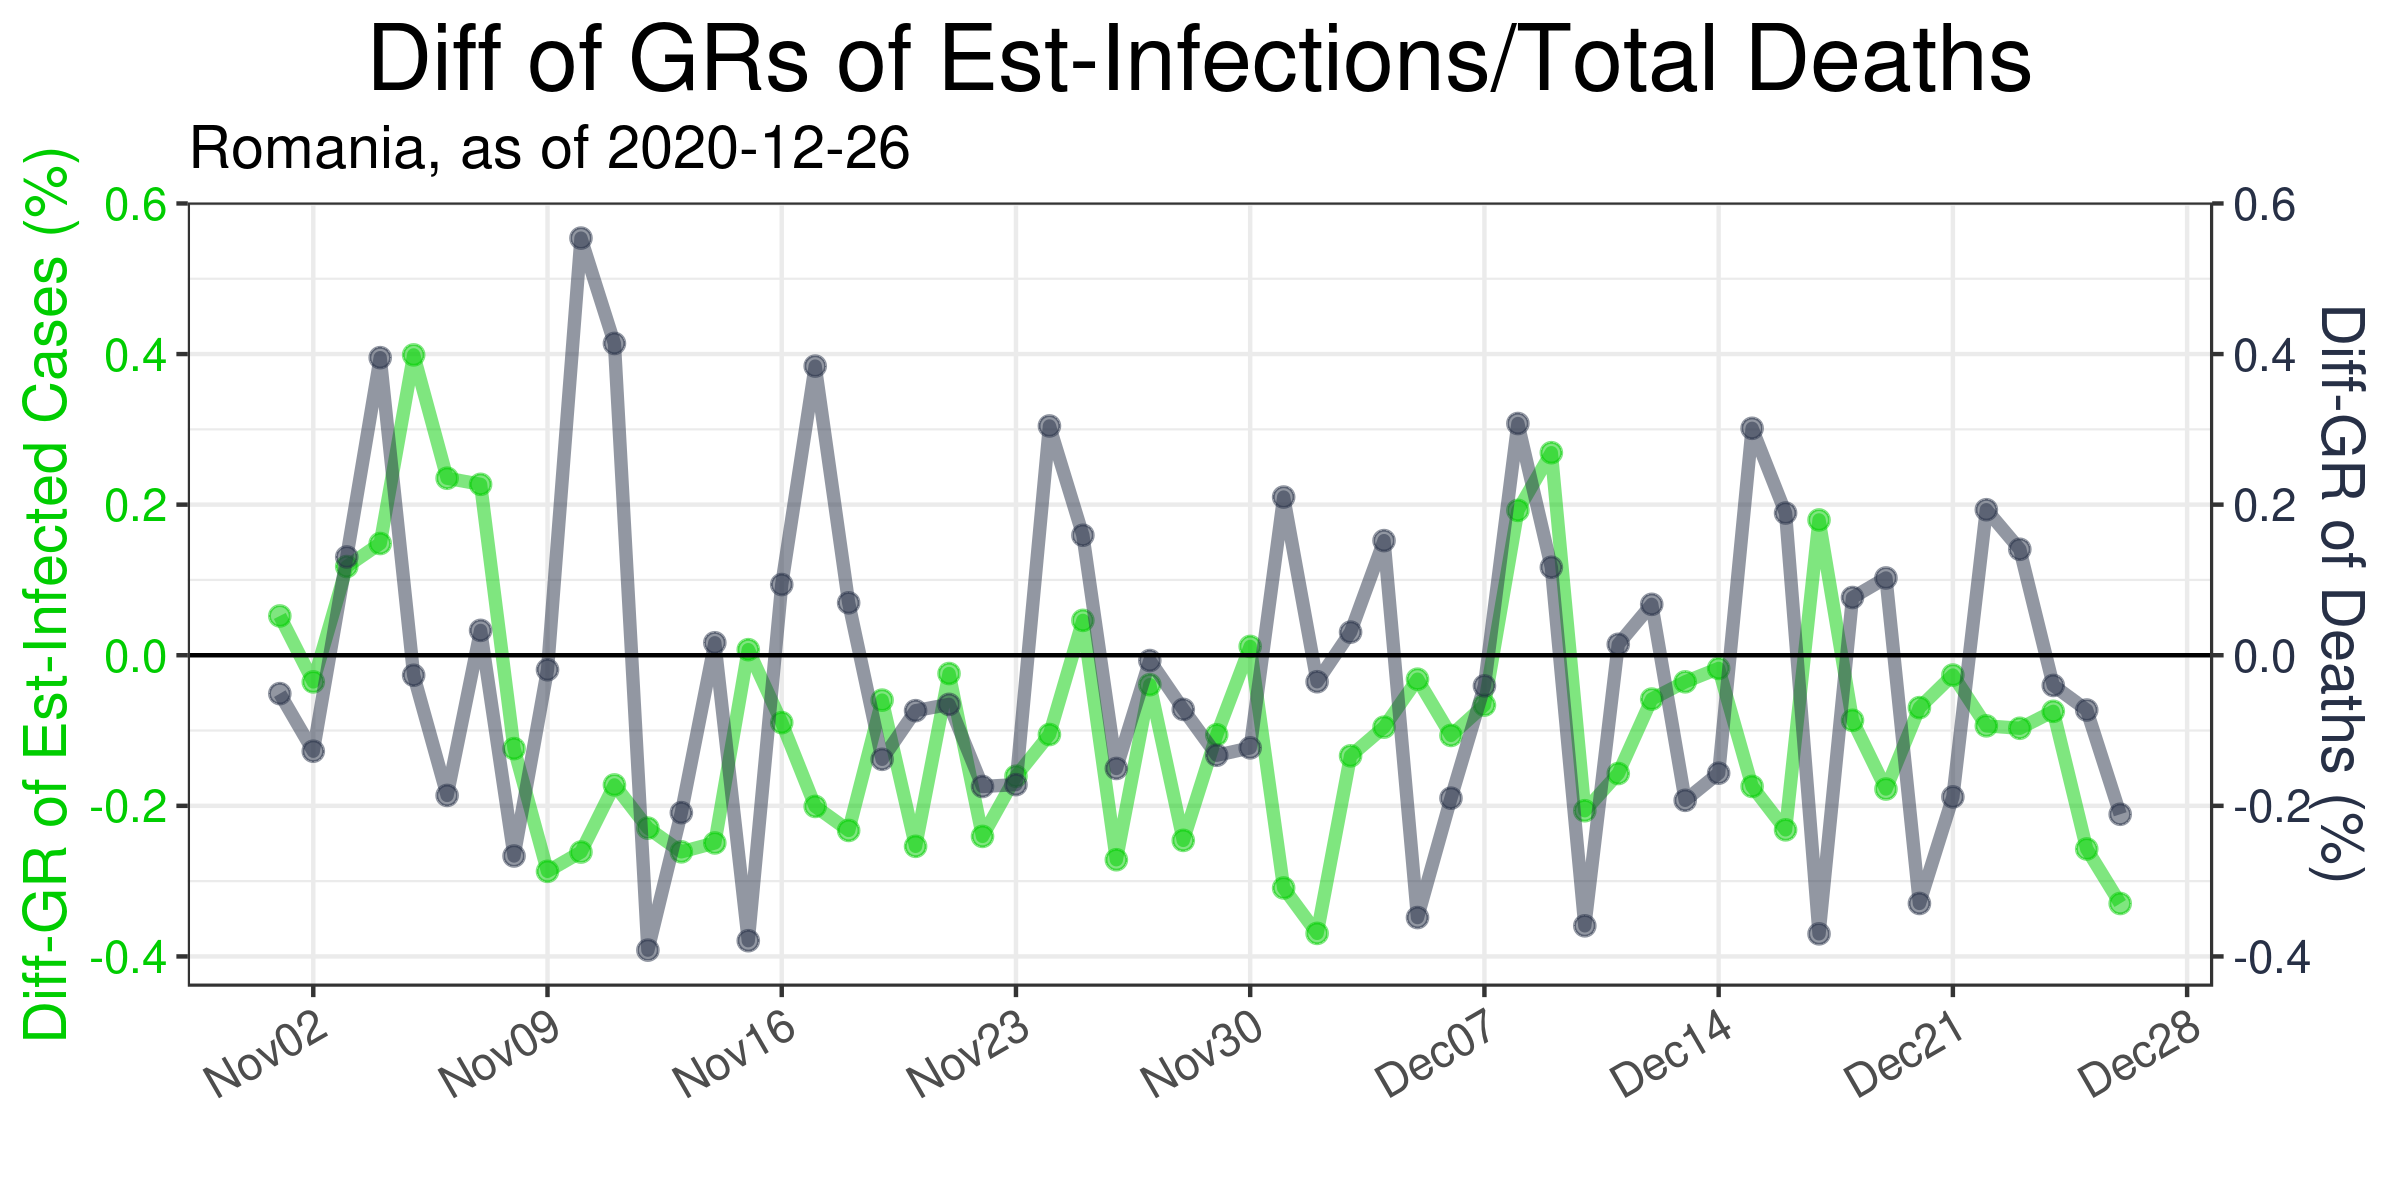 Diff of GRs of Est-Infections/Total Deaths
Romania, as of 2020-12-26
Diff-GR of Est-Infected Cases (%)
0.6
0.4
0.2
0.0
-0.2
-0.4
0.6
0.4
0.2
0.0
-0.2
-0.4
Diff-GR of Deaths (%)
Nov02
Nov09
Nov16
Nov23
Nov30
Dec07
Dec14
Dec21
Dec28